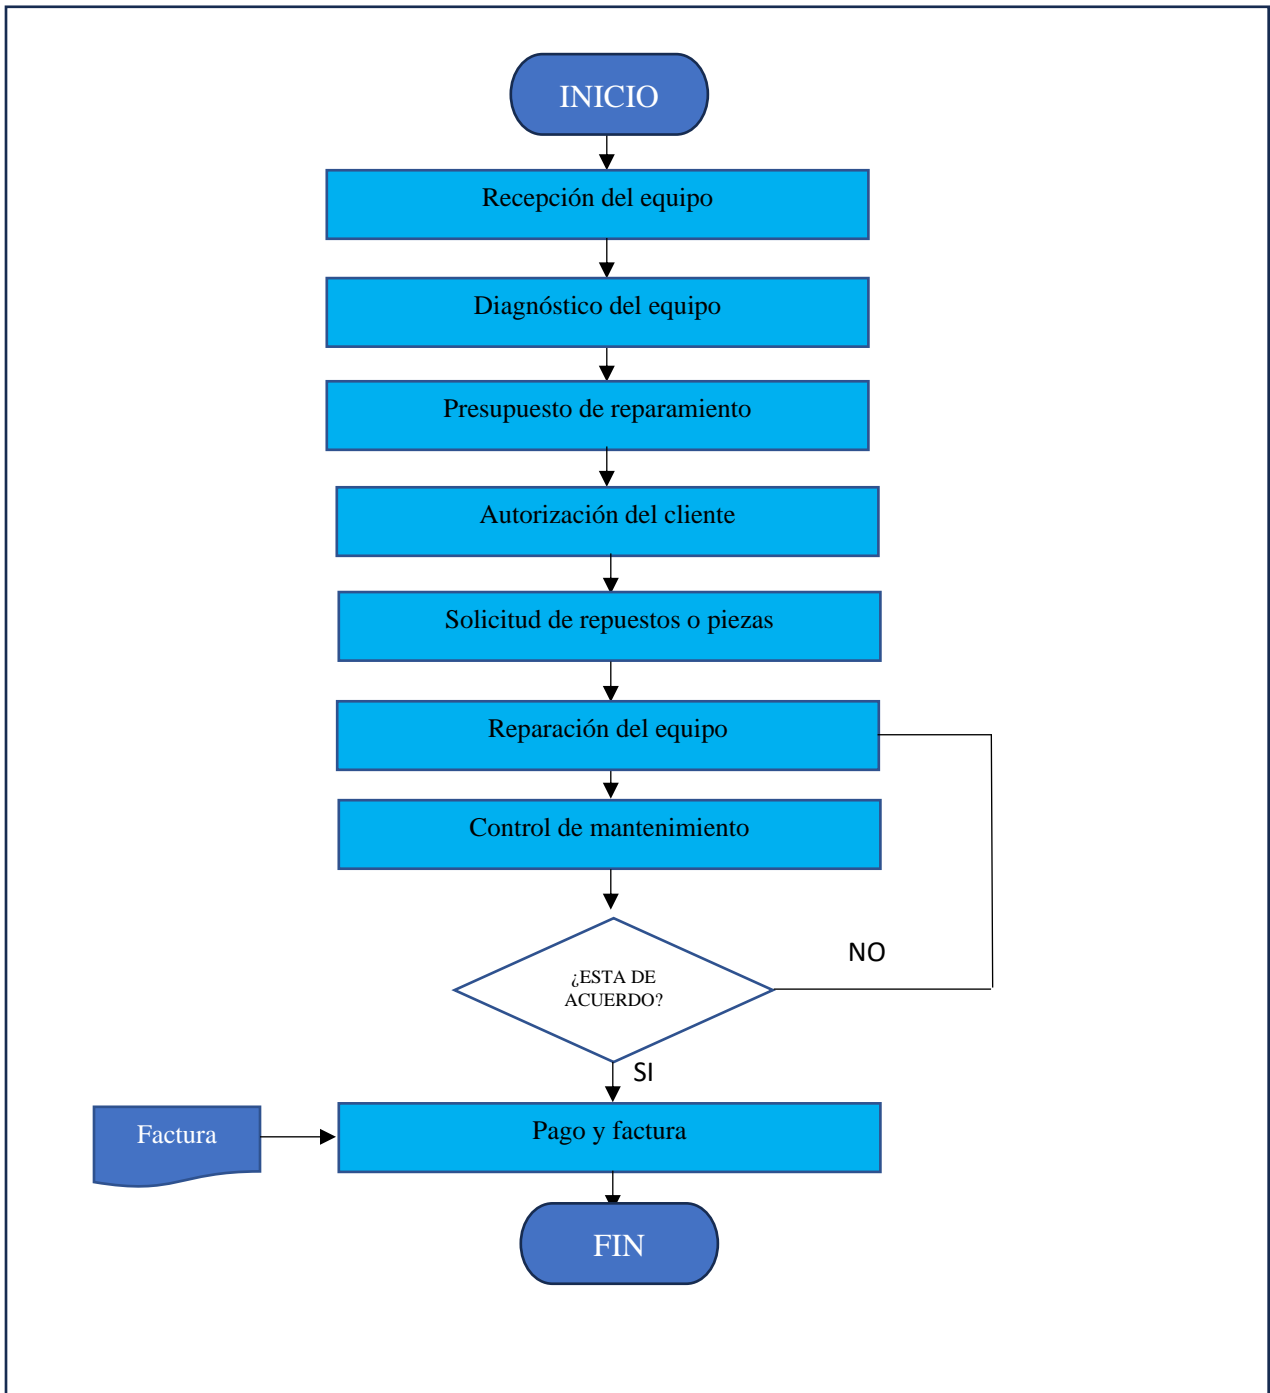 INICIO
Recepción del equipo
Diagnóstico del equipo
Presupuesto de reparamiento
Autorización del cliente
Solicitud de repuestos o piezas
Reparación del equipo
Control de mantenimiento
¿ESTA DE
ACUERDO?
NO
SI
Factura
Pago y factura
FIN